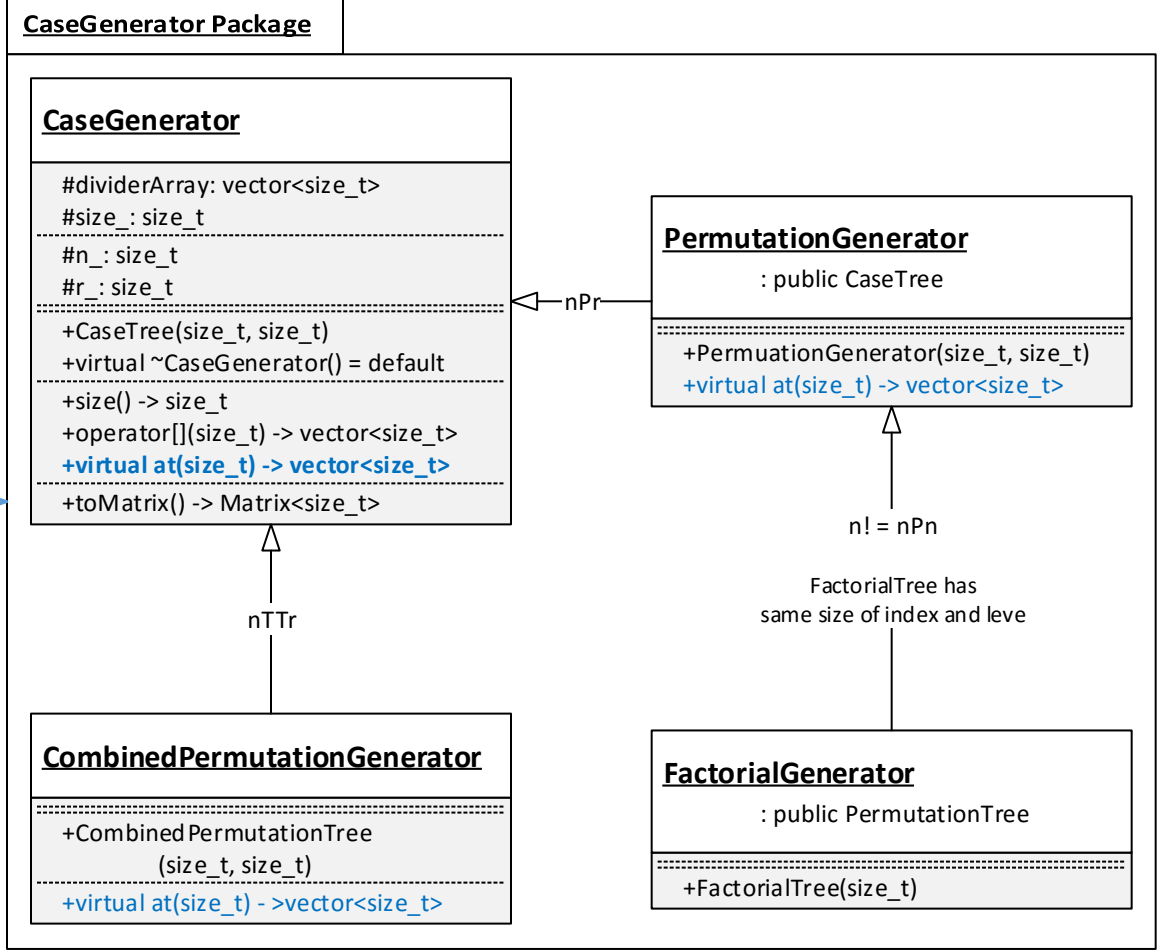 CaseGenerator Package
CaseGenerator
#dividerArray: vector<size_t>
#size_: size_t
#n_: size_t
#r_: size_t
+CaseTree(size_t, size_t)
+virtual ~CaseGenerator() = default
+size() -> size_t
+operator[](size_t) -> vector<size_t>
+virtual at(size_t) -> vector<size_t>
+toMatrix() -> Matrix<size_t>
nPr
PermutationGenerator
: public CaseTree
+PermuationGenerator(size_t, size_t)
+virtual at(size_t) -> vector<size_t>
n! = nPn
FactorialTree has
same size of index and leve
nTTr
CombinedPermutationGenerator
+CombinedPermutationTree
(size_t, size_t)
+virtual at(size_t) - >vector<size_t>
FactorialGenerator
: public PermutationTree
+FactorialTree(size_t)